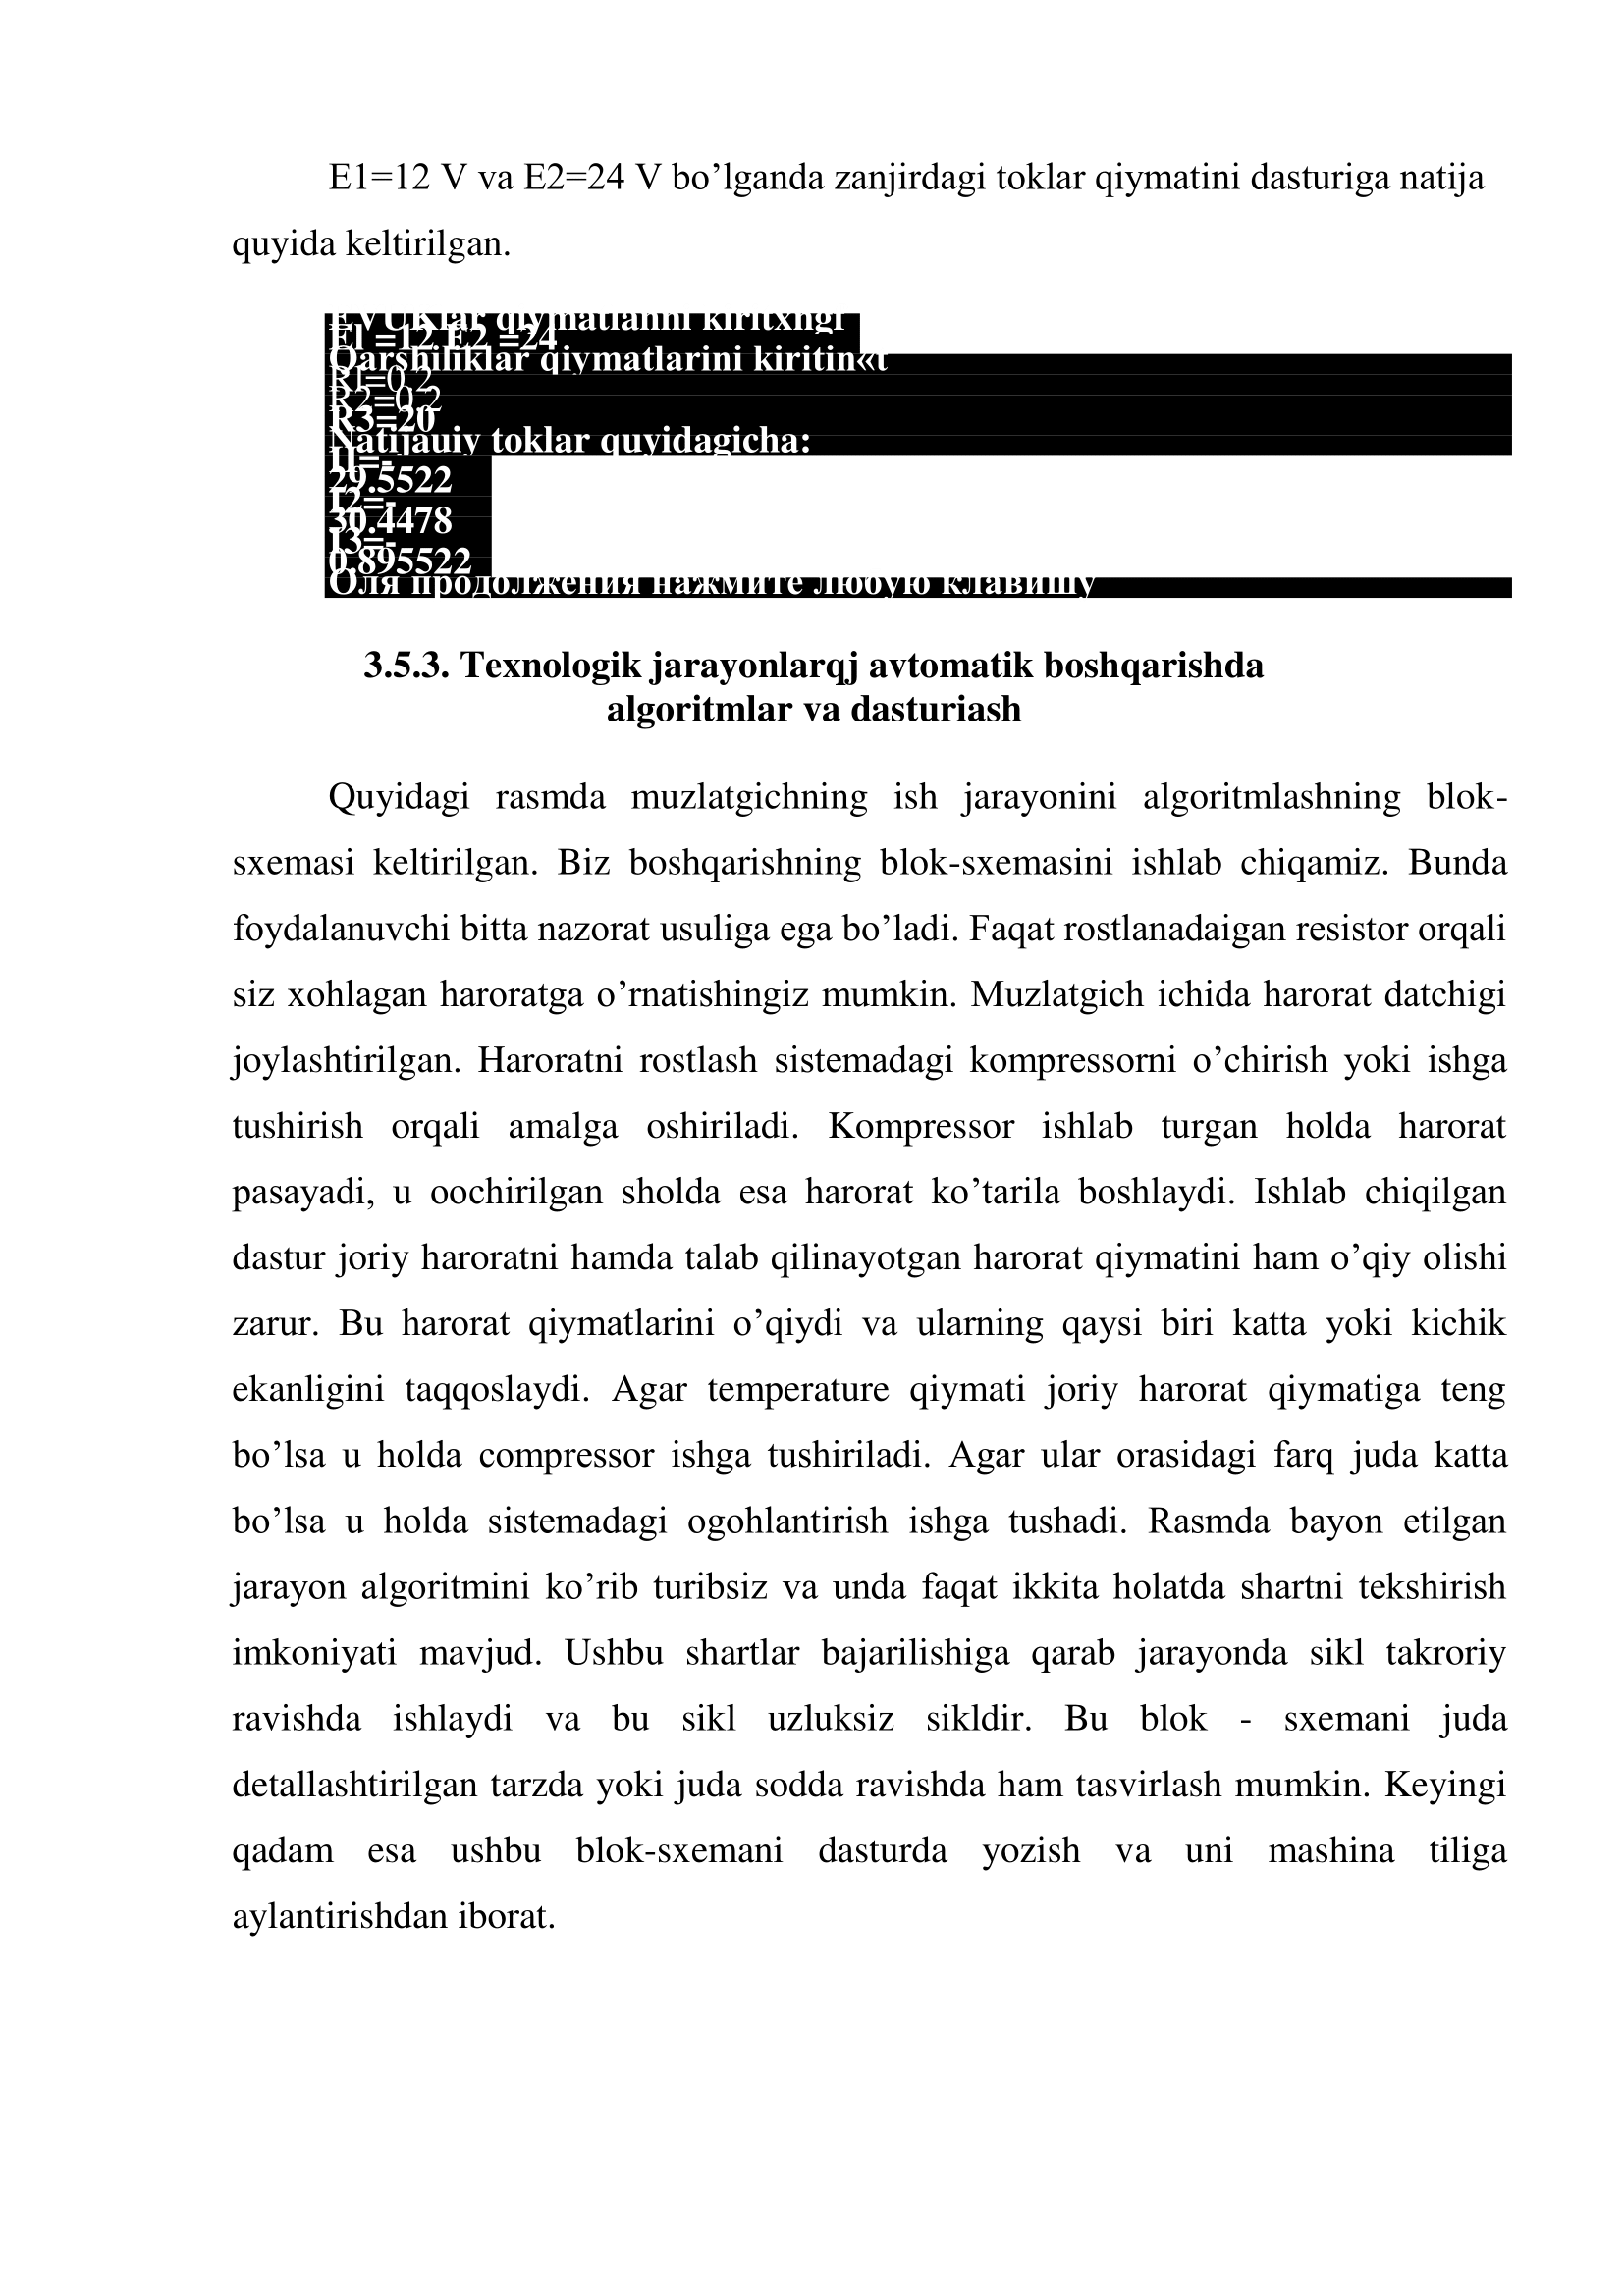 E1=12 V va E2=24 V bo’lganda zanjirdagi toklar qiymatini dasturiga natija
quyida keltirilgan.
EVUKlar qiymatlanni kiritxngi
E1 =12 E2 =24
Qarshiliklar qiymatlarini kiritin«t
Rl=0.2
R2=0.2
R3=20
Natijauiy toklar quyidagicha:
I1=-
29.5522
I2=-
30.4478
I3=-
0.895522
Оля продолжения нажмите любую клавишу
3.5.3. Texnologik jarayonlarqj avtomatik boshqarishda
algoritmlar va dasturiash
Quyidagi rasmda muzlatgichning ish jarayonini algoritmlashning blok-
sxemasi keltirilgan. Biz boshqarishning blok-sxemasini ishlab chiqamiz. Bunda
foydalanuvchi bitta nazorat usuliga ega bo’ladi. Faqat rostlanadaigan resistor orqali
siz xohlagan haroratga o’rnatishingiz mumkin. Muzlatgich ichida harorat datchigi
joylashtirilgan. Haroratni rostlash sistemadagi kompressorni o’chirish yoki ishga
tushirish orqali amalga oshiriladi. Kompressor ishlab turgan holda harorat
pasayadi, u oochirilgan sholda esa harorat ko’tarila boshlaydi. Ishlab chiqilgan
dastur joriy haroratni hamda talab qilinayotgan harorat qiymatini ham o’qiy olishi
zarur. Bu harorat qiymatlarini o’qiydi va ularning qaysi biri katta yoki kichik
ekanligini taqqoslaydi. Agar temperature qiymati joriy harorat qiymatiga teng
bo’lsa u holda compressor ishga tushiriladi. Agar ular orasidagi farq juda katta
bo’lsa u holda sistemadagi ogohlantirish ishga tushadi. Rasmda bayon etilgan
jarayon algoritmini ko’rib turibsiz va unda faqat ikkita holatda shartni tekshirish
imkoniyati mavjud. Ushbu shartlar bajarilishiga qarab jarayonda sikl takroriy
ravishda ishlaydi va bu sikl uzluksiz sikldir. Bu blok - sxemani juda
detallashtirilgan tarzda yoki juda sodda ravishda ham tasvirlash mumkin. Keyingi
qadam esa ushbu blok-sxemani dasturda yozish va uni mashina tiliga
aylantirishdan iborat.